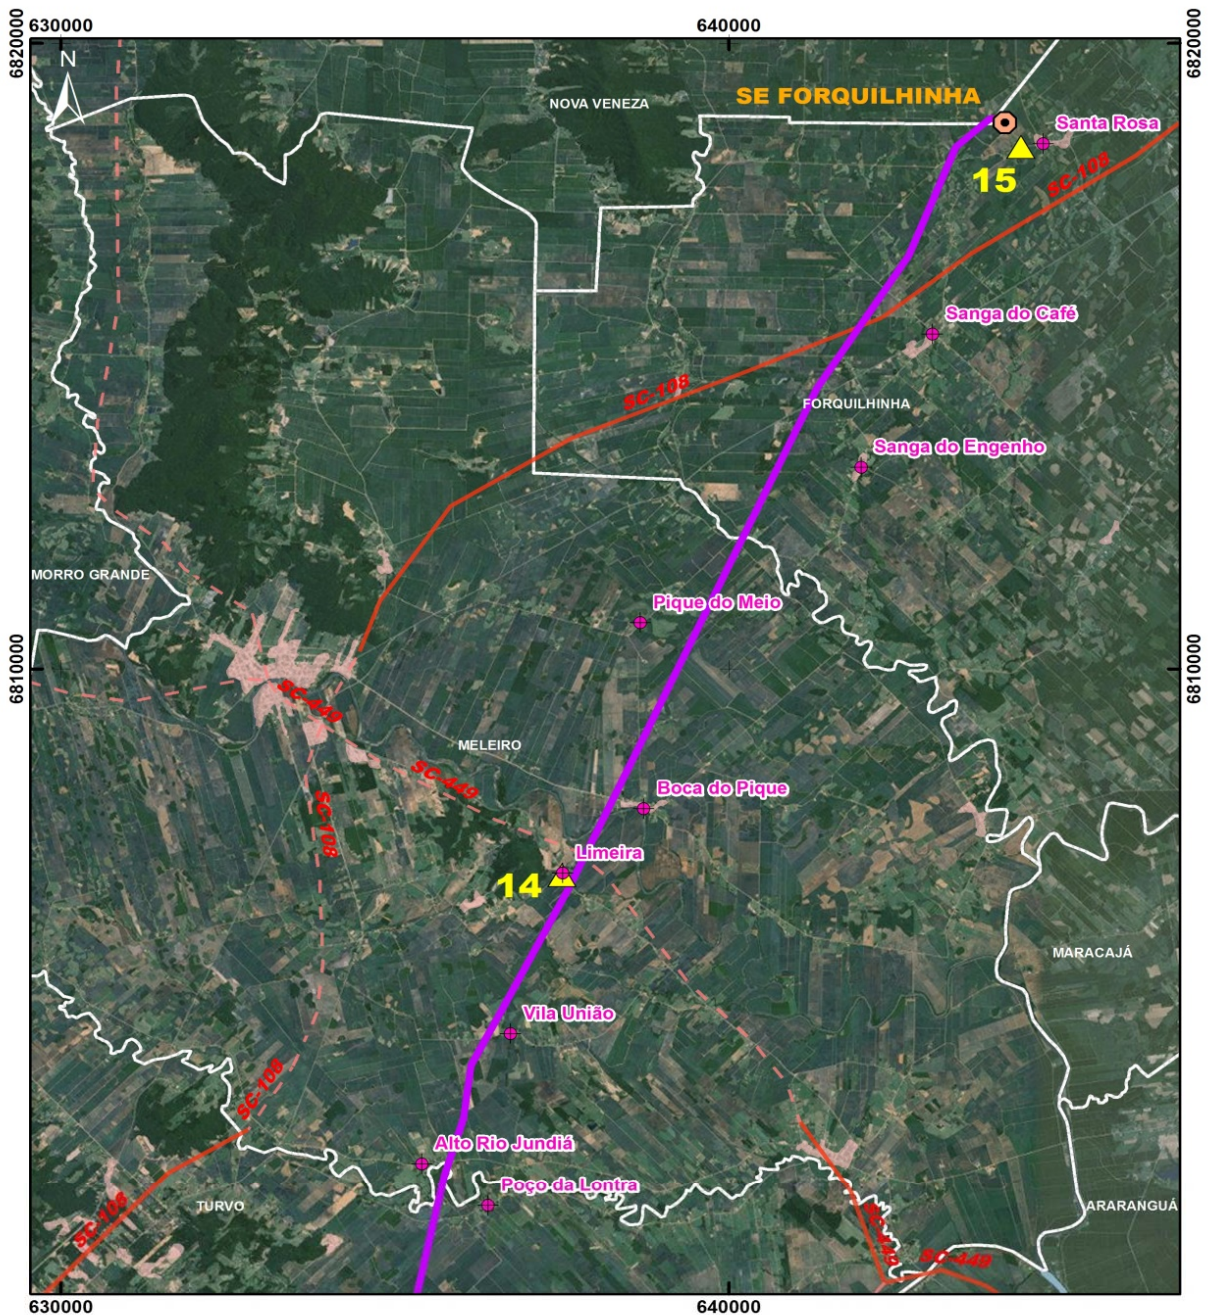 630000
640000
6820000
6820000
N
NOVA VENEZA
SE FORQUILHINHA
Santa Rosa
15
SC-108
Sanga do Café
SC-108
FORQUILHINHA
Sanga do Engenho
MORRO GRANDE
Pique do Meio
6810000
6810000
SC-449
MELEIRO
SC-449
Boca do Pique
SC-108
Limeira
14
MARACAJÁ
Vila União
SC-108
Alto Rio Jundiá
Poço da Lontra
TURVO
SC-108
ARARANGUÁ
SC-449
SC-449
630000
640000